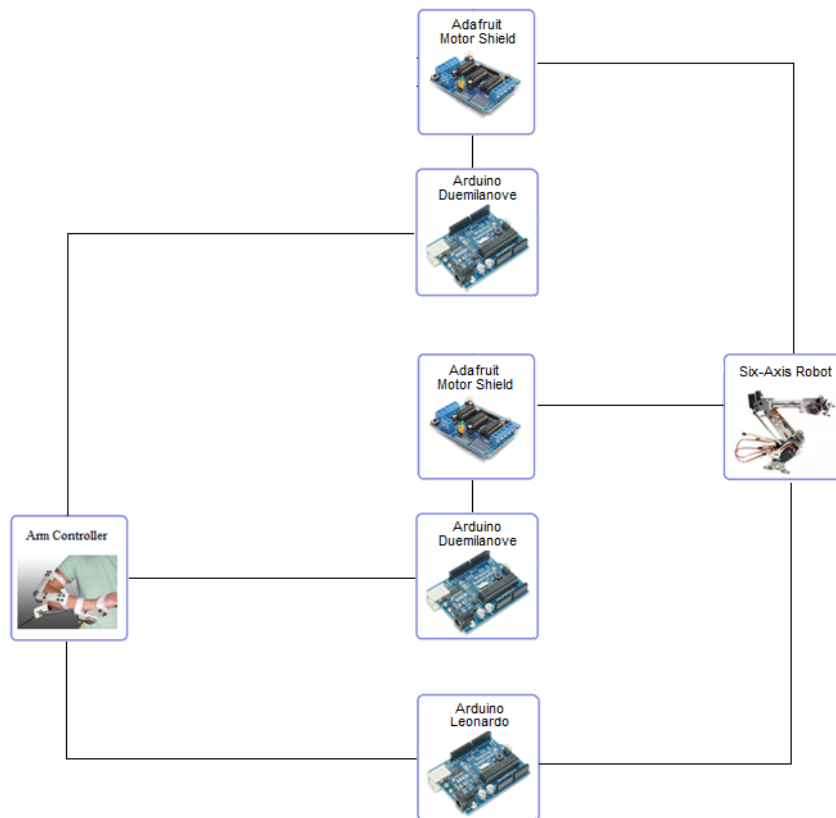 Adafruit
Motor Shield
Arduino
Duemilanove
Adafruit
Motor Shield
Six-Axis Robot
Arm Controller
Arduino
Duemilanove
Arduino
Leonardo